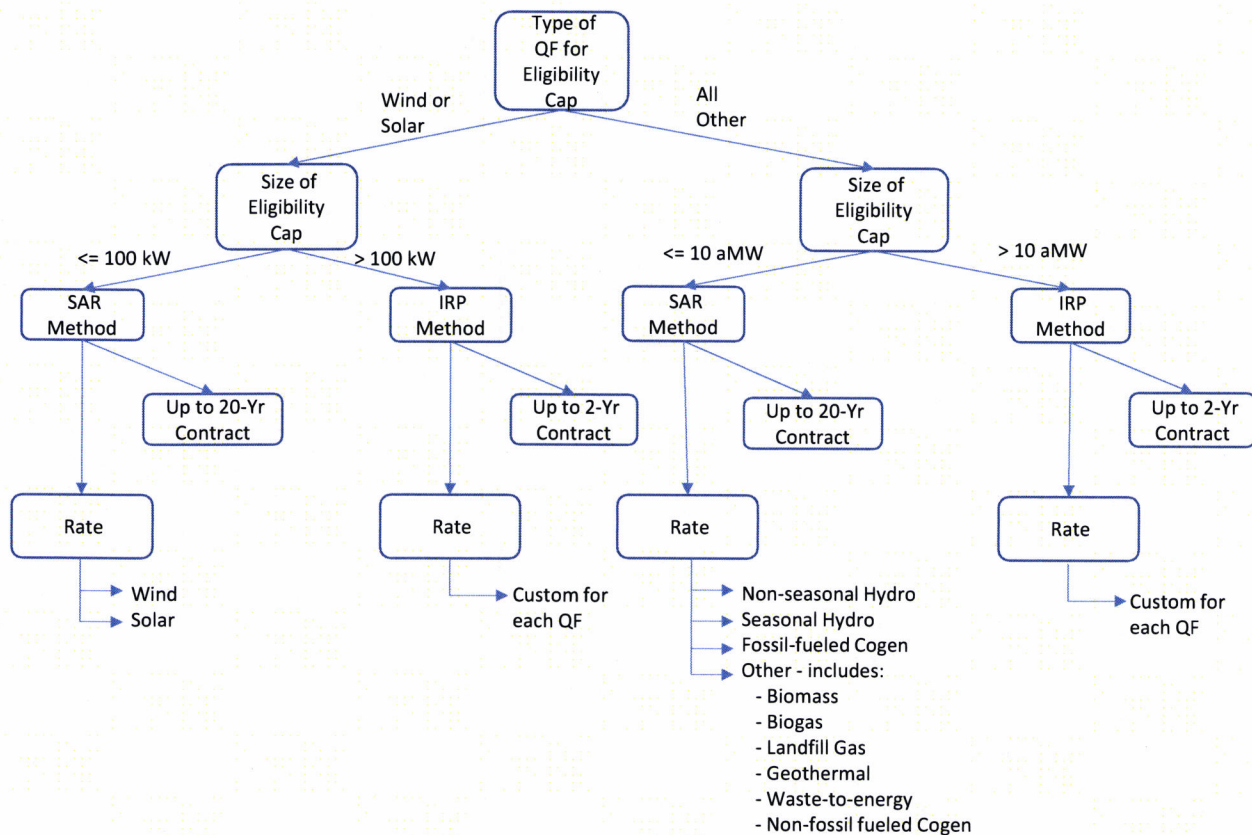 Type of
QF for
Eligibility
Cap
Wind or
Solar
All
Other
Size of
Eligibility
Cap
Size of
Eligibility
Cap
<= 100 kW
> 100 kW
<= 10 aMW
> 10 aMW
SAR
Method
IRP
Method
SAR
Method
IRP
Method
Up to 20-Yr
Contract
Up to 2-Yr
Contract
Up to 20-Yr
Contract
Up to 2-Yr
Contract
Rate
Rate
Rate
Rate
Wind
Solar
Custom for
each QF
Non-seasonal Hydro
Seasonal Hydro
Fossil-fueled Cogen
Other - includes:
- Biomass
- Biogas
- Landfill Gas
- Geothermal
- Waste-to-energy
- Non-fossil fueled Cogen
Custom for
each QF